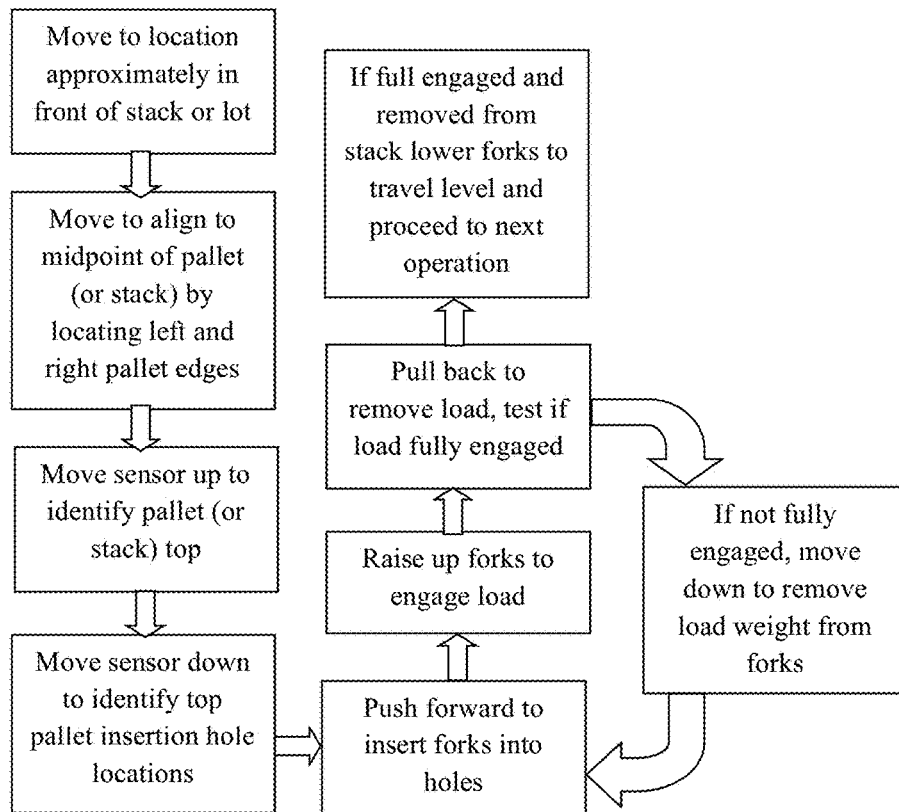 Move to location
approximately in
front of stack or lot
Move to align to
midpoint of pallet
(or stack) by
locating left and
right pallet edges
Move sensor up to
identify pallet (or
stack) top
Move sensor down
to identify top
pallet insertion hole
locations
Push forward to
insert forks into
holes
Raise up forks to
engage load
Pull back to
remove load, test if
load fully engaged
If full engaged and
removed from
stack lower forks to
travel level and
proceed to next
operation
If not fully
engaged, move
down to remove
load weight from
forks